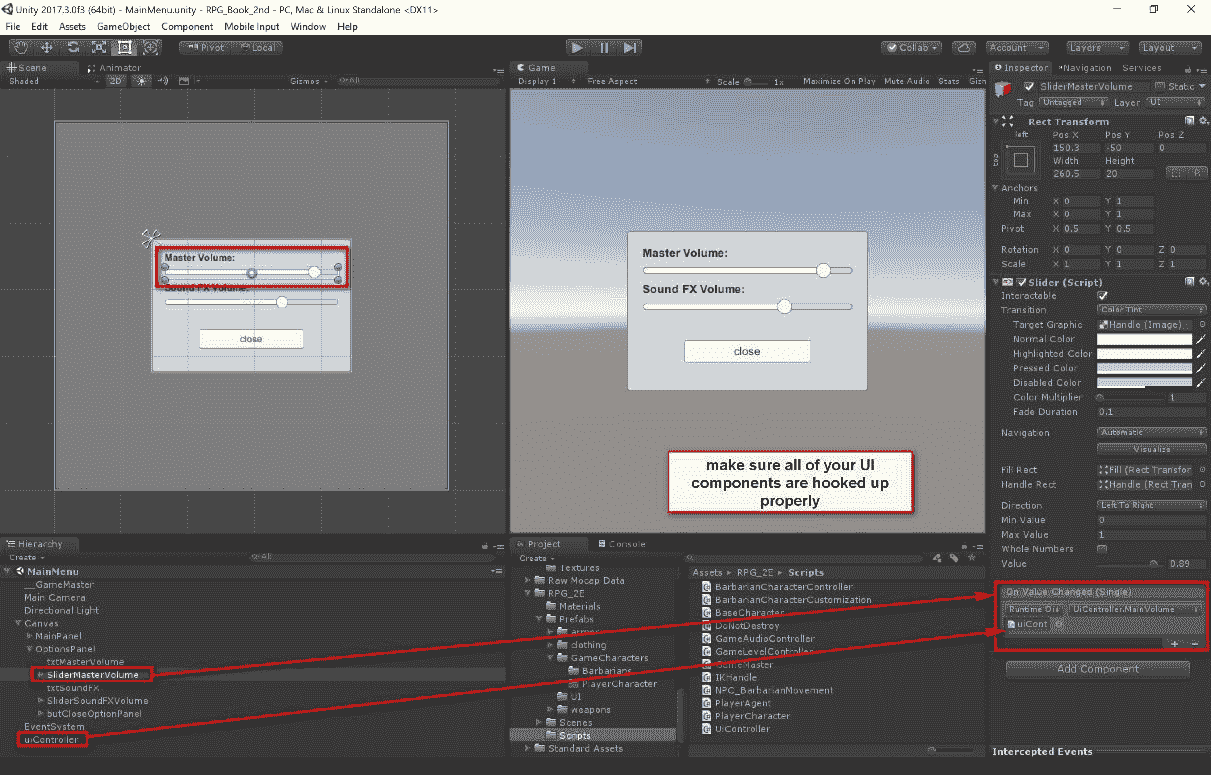 Unity 2017.3.0f3 (64bit) - MainMenu.unity - RPG_Book_2nd - PC, Mac & Linux Standalone <DX11>
File Edit Assets GameObject Component Mobile Input Window Help
Pivot Local Collab Account Layers Layout
Scene Animator
Shaded 2D Gizmos All
Game
Display 1 Free Aspect Scale 1x Maximize On Play Mute Audio Stats Gizm
Master Volume:
Sound FX Volume:
close
Master Volume:
Sound FX Volume:
close
make sure all of your UI
components are hooked up
properly
Inspector Navigation Services
SliderMasterVolume Static
Tag Untagged Layer UI
Rect Transform
left Pos X Pos Y Pos Z
top 150.3 -50 0
Width Height
260.5 20 R
Anchors
Min X 0 Y 1
Max X 0 Y 1
Pivot X 0.5 Y 0.5
Rotation X 0 Y 0 Z 0
Scale X 1 Y 1 Z 1
Slider (Script)
Interactable
Transition Color Tint
Target Graphic Handle (Image)
Normal Color
Highlighted Color
Pressed Color
Disabled Color
Color Multiplier 1
Fade Duration 0.1
Navigation Automatic
Visualize
Fill Rect Fill (Rect Transfor
Handle Rect Handle (Rect Tran
Direction Left To Right
Min Value 0
Max Value 1
Whole Numbers
Value 0.89
On Value Changed (Single)
Runtime On UiController.MainVolume
uiCont
+ -
Add Component
Intercepted Events
Hierarchy
Create All
MainMenu
__GameMaster
Main Camera
Directional Light
Canvas
MainPanel
OptionsPanel
txtMasterVolume
SliderMasterVolume
txtSoundFX
SliderSoundFXVolume
butCloseOptionPanel
EventSystem
uiController
Project Console
Create
Textures
Raw Mocap Data
RPG_2E
Materials
Prefabs
armor
clothing
GameCharacters
Barbarians
PlayerCharacter
UI
weapons
Scenes
Scripts
Standard Assets
Assets RPG_2E Scripts
BarbarianCharacterController
BarbarianCharacterCustomization
BaseCharacter
DoNotDestroy
GameAudioController
GameLevelController
GameMaster
IKHandle
NPC_BarbarianMovement
PlayerAgent
PlayerCharacter
UiController